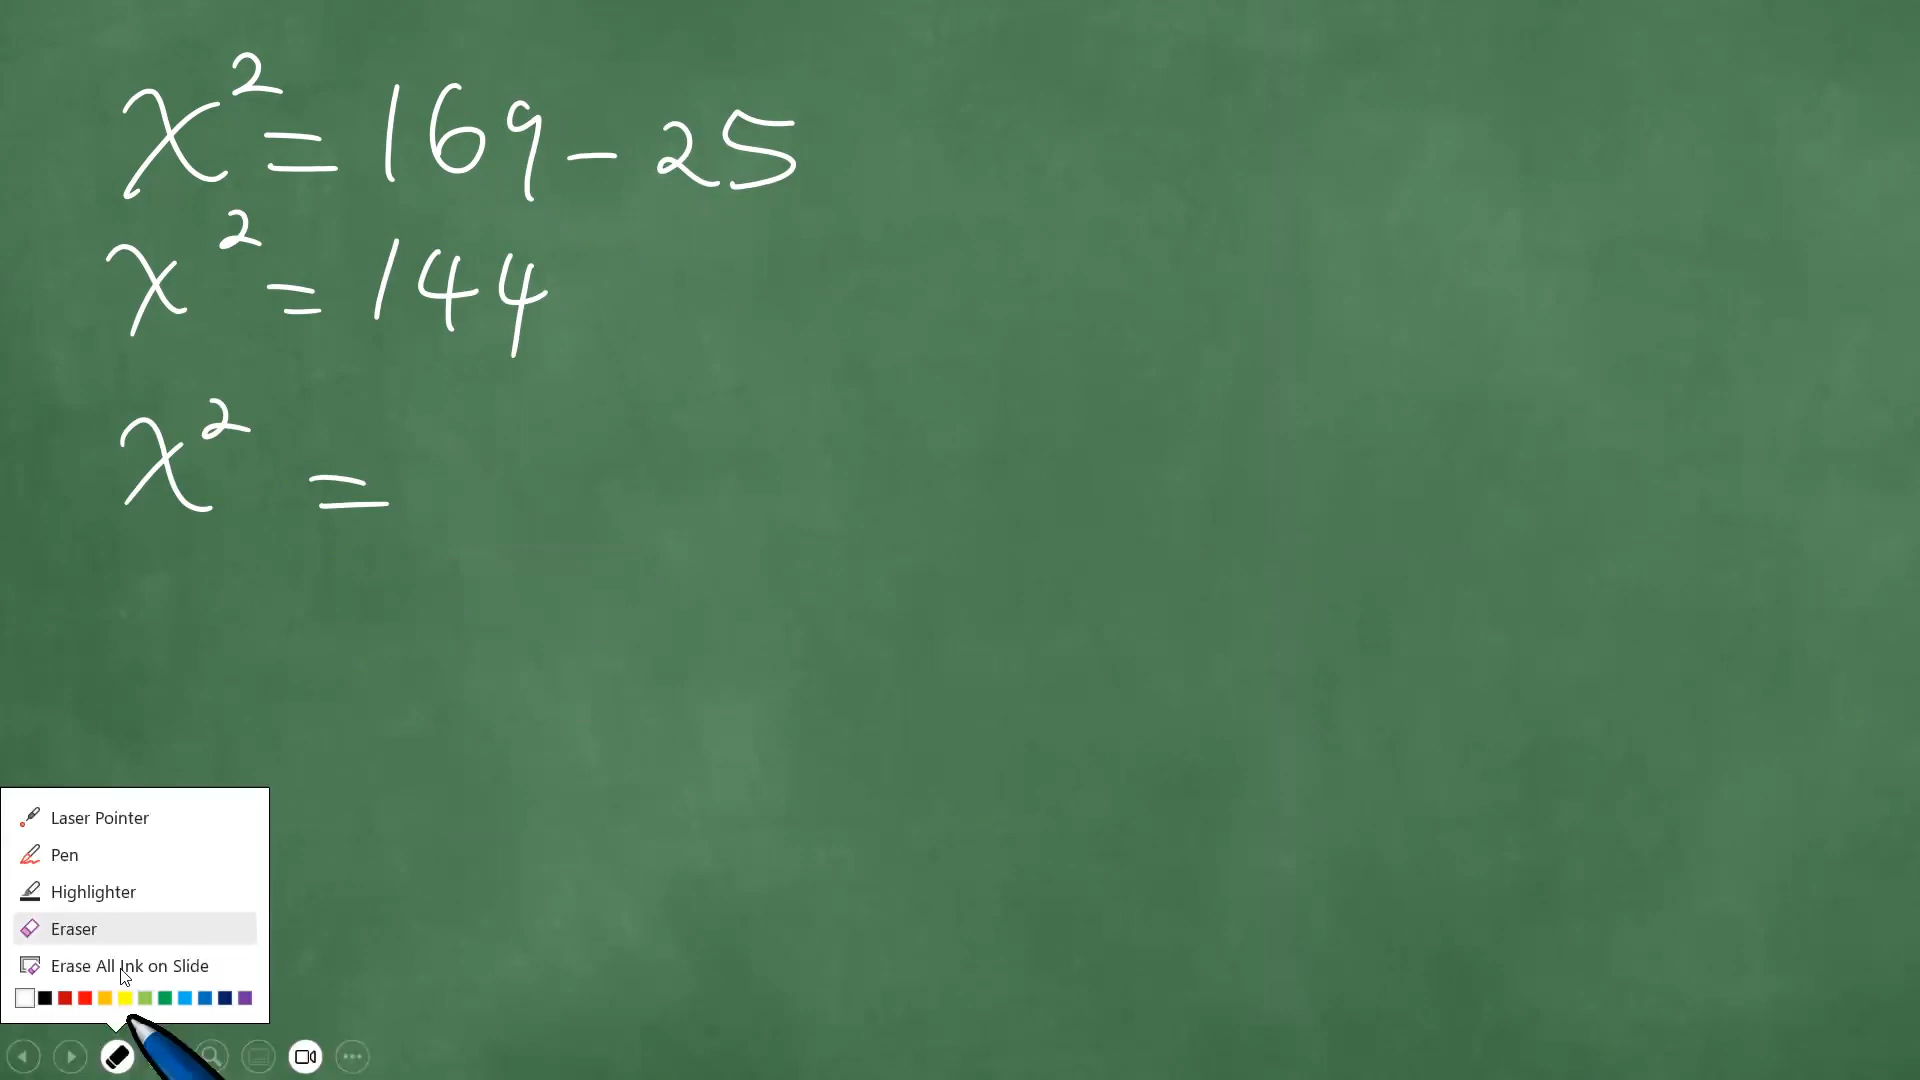 x² = 169 - 25
x² = 144
x² =
Laser Pointer
Pen
Highlighter
Eraser
Erase All Ink on Slide